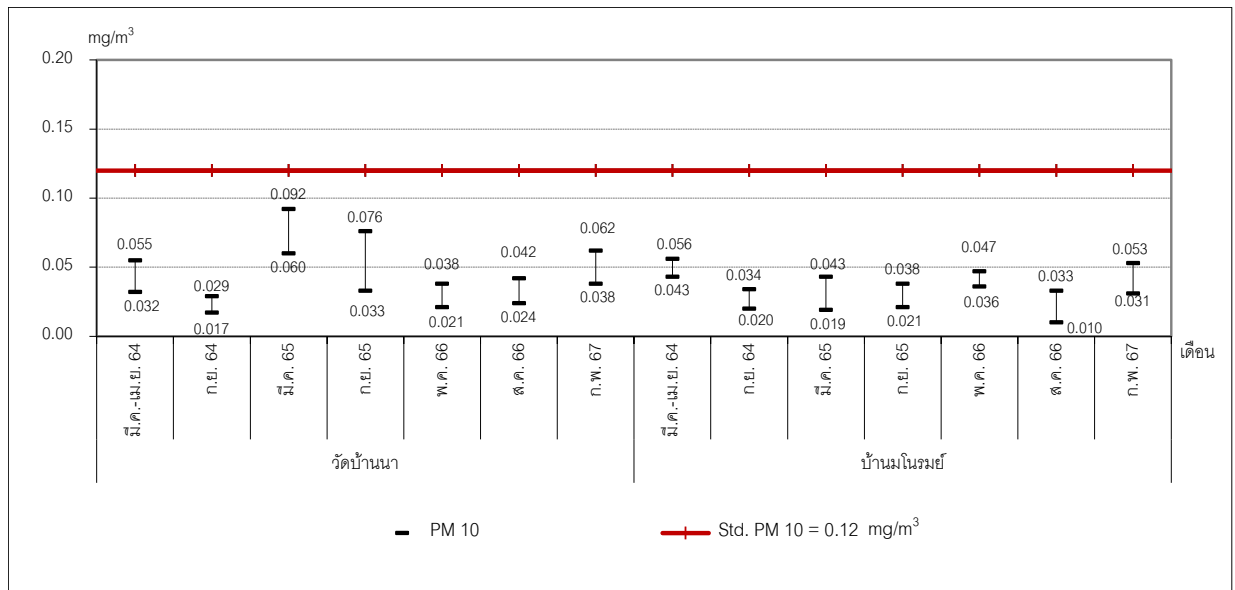 mg/m³
0.20
0.15
0.10
0.05
0.00
0.055
0.032
0.029
0.017
0.092
0.060
0.076
0.033
0.038
0.021
0.042
0.024
0.062
0.038
0.056
0.043
0.034
0.020
0.043
0.019
0.038
0.021
0.047
0.036
0.033
0.010
0.053
0.031
เดือน
มี.ค.-เม.ย. 64
ก.ย. 64
มี.ค. 65
ก.ย. 65
พ.ค. 66
ส.ค. 66
ก.พ. 67
มี.ค.-เม.ย. 64
ก.ย. 64
มี.ค. 65
ก.ย. 65
พ.ค. 66
ส.ค. 66
ก.พ. 67
วัดบ้านนา
บ้านมโนรมย์
PM 10
Std. PM 10 = 0.12 mg/m³